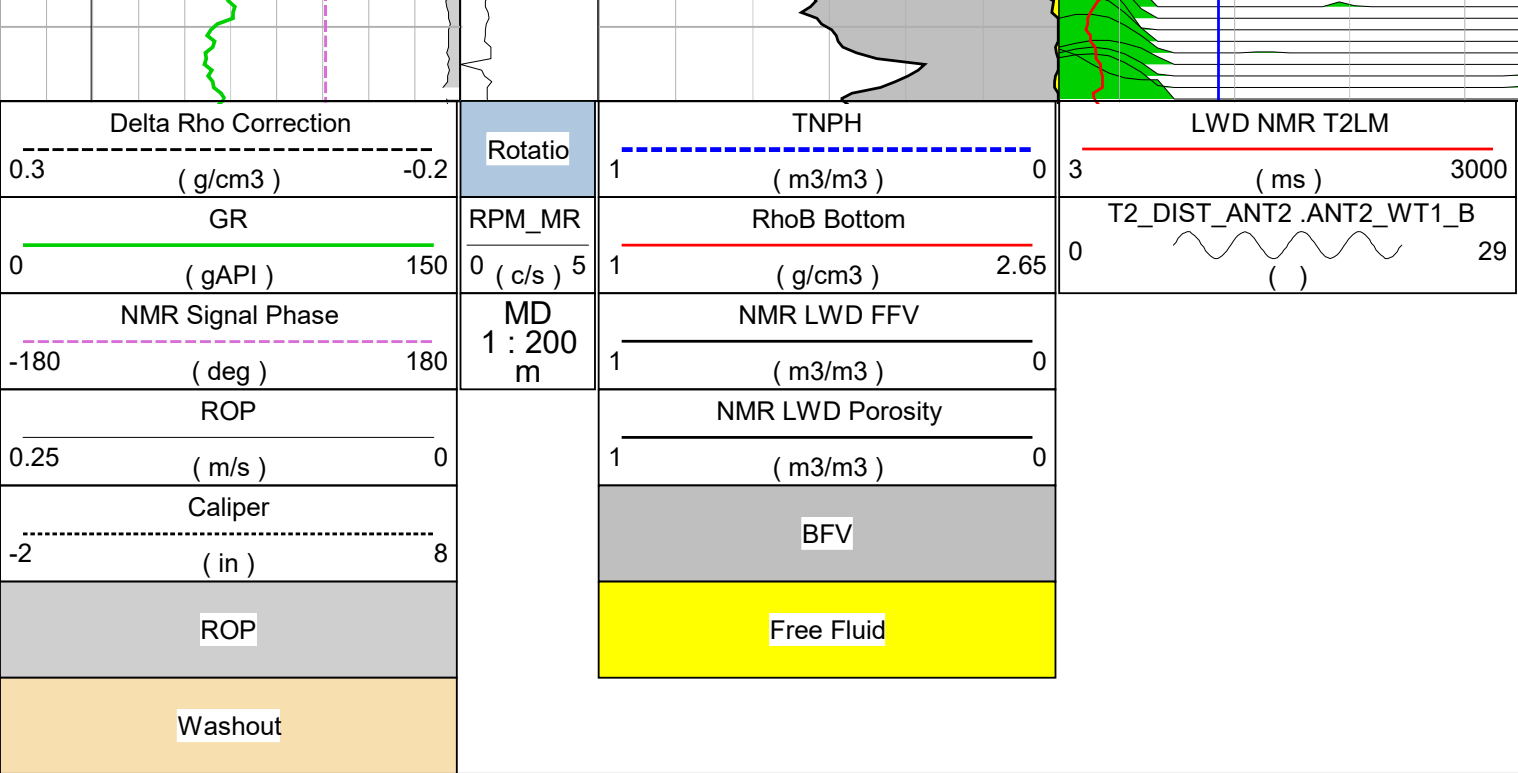 Delta Rho Correction
0.3 ( g/cm3 ) -0.2
GR
0 ( gAPI ) 150
NMR Signal Phase
-180 ( deg ) 180
ROP
0.25 ( m/s ) 0
Caliper
-2 ( in ) 8
ROP
Washout
Rotatio
RPM_MR
0 ( c/s ) 5
MD
1 : 200
m
TNPH
1 ( m3/m3 ) 0
RhoB Bottom
1 ( g/cm3 ) 2.65
NMR LWD FFV
1 ( m3/m3 ) 0
NMR LWD Porosity
1 ( m3/m3 ) 0
BFV
Free Fluid
LWD NMR T2LM
3 ( ms ) 3000
T2_DIST_ANT2 .ANT2_WT1_B
0 ( ) 29